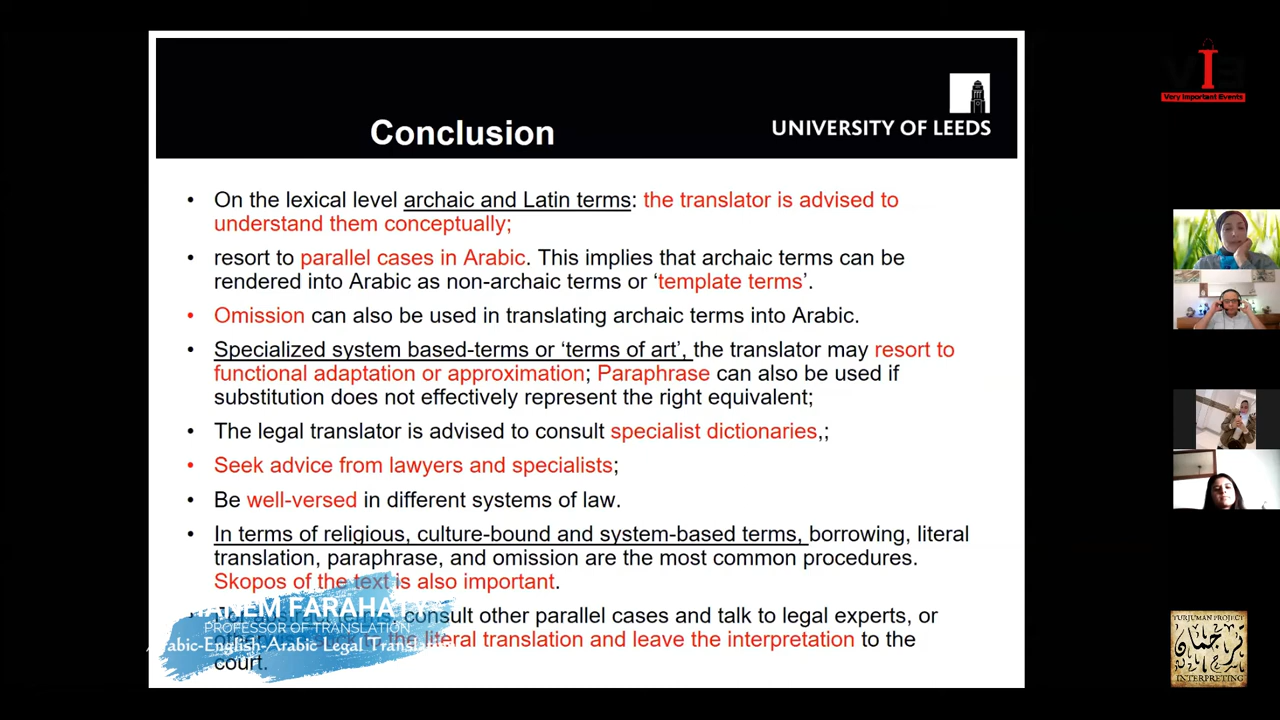 Conclusion
UNIVERSITY OF LEEDS
• On the lexical level archaic and Latin terms: the translator is advised to
understand them conceptually;
• resort to parallel cases in Arabic. This implies that archaic terms can be
rendered into Arabic as non-archaic terms or ‘template terms’.
• Omission can also be used in translating archaic terms into Arabic.
• Specialized system based-terms or ‘terms of art’, the translator may resort to
functional adaptation or approximation; Paraphrase can also be used if
substitution does not effectively represent the right equivalent;
• The legal translator is advised to consult specialist dictionaries,;
• Seek advice from lawyers and specialists;
• Be well-versed in different systems of law.
• In terms of religious, culture-bound and system-based terms, borrowing, literal
translation, paraphrase, and omission are the most common procedures.
Skopos of the text is also important.
consult other parallel cases and talk to legal experts, or
the literal translation and leave the interpretation to the
court.
FARAHATY
PROFESSOR OF TRANSLATION
Arabic-English-Arabic Legal Translation
VIE
Very Important Events
TURJUMAN PROJECT
ترجمان
INTERPRETING